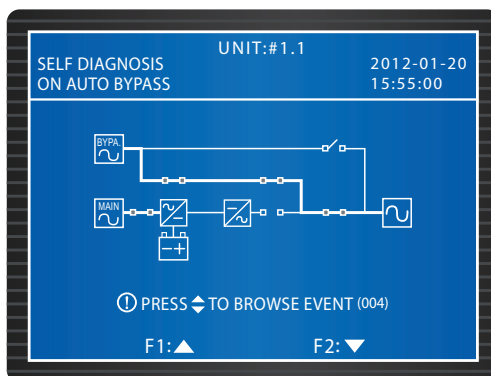 UNIT:#1.1
SELF DIAGNOSIS
2012-01-20
ON AUTO BYPASS
15:55:00
BYPA.
MAIN
PRESS TO BROWSE EVENT (004)
F1:
F2: